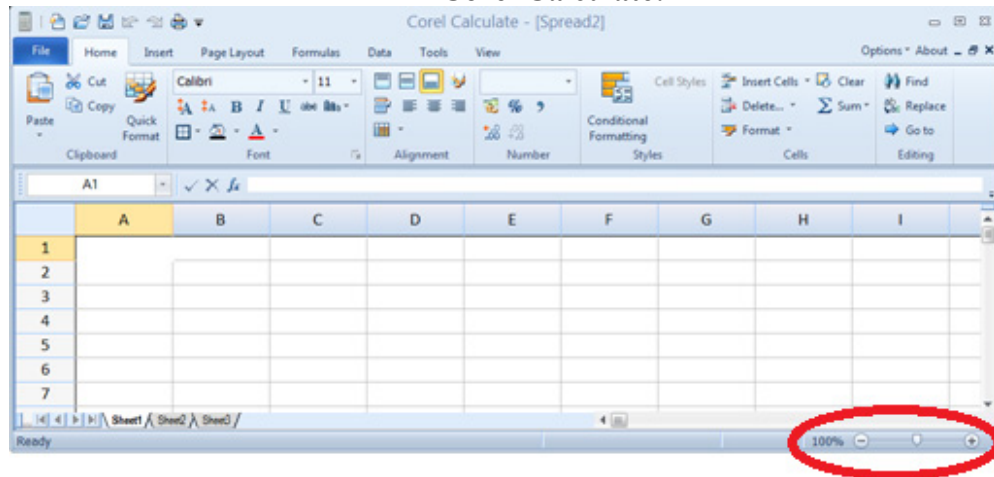 Corel Calculate - [Spread2]
File Home Insert Page Layout Formulas Data Tools View Options About
Cut Calibri 11 Cell Styles Insert Cells Clear Find
Copy B I U abc % , Delete... Sum Replace
Paste Quick Format A Conditional Formatting Format Go to
Clipboard Font Alignment Number Styles Cells Editing
A1 fx
A B C D E F G H I
1
2
3
4
5
6
7
Sheet1 Sheet2 Sheet3
Ready 100%